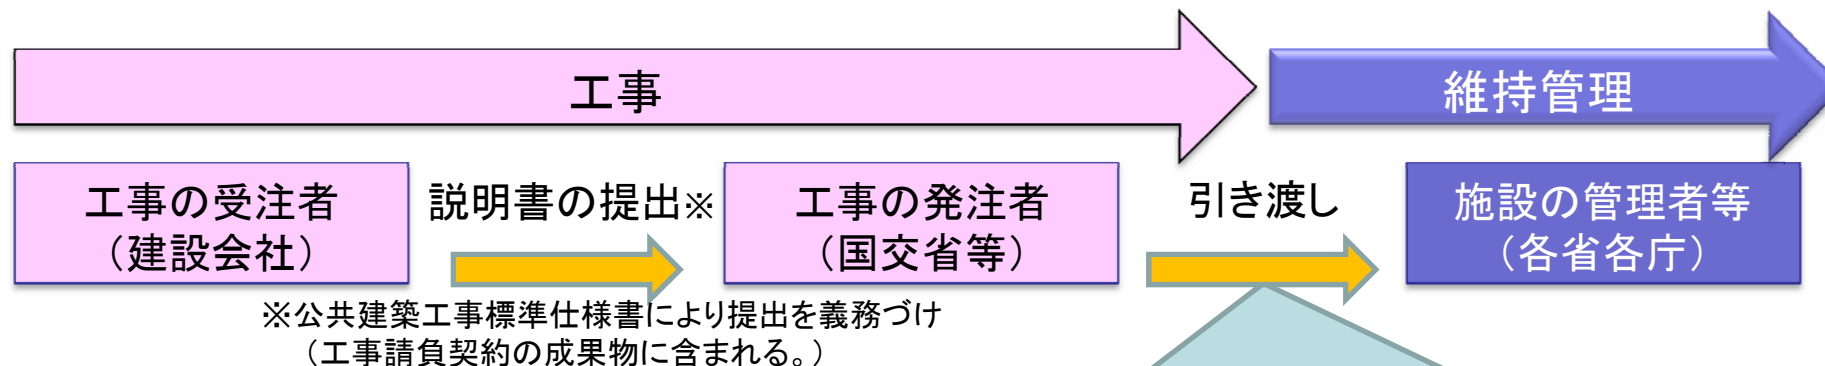 工事
維持管理
工事の受注者
（建設会社）
説明書の提出※
工事の発注者
（国交省等）
引き渡し
施設の管理者等
（各省各庁）
※公共建築工事標準仕様書により提出を義務づけ
（工事請負契約の成果物に含まれる。）